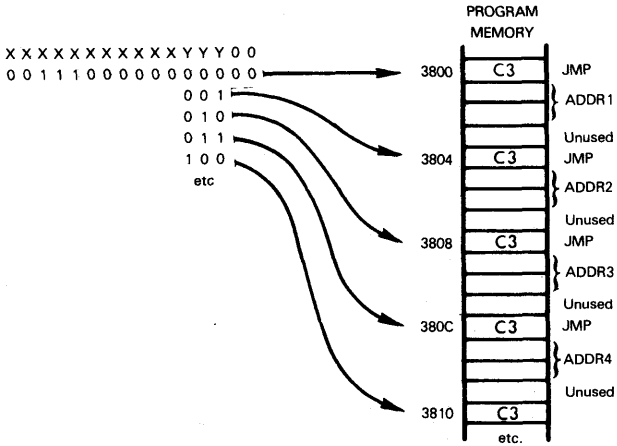 PROGRAM
MEMORY
X X X X X X X X X X X Y Y Y 0 0
0 0 1 1 1 0 0 0 0 0 0 0 0 0 0 0
3800 C3 JMP
0 0 1
ADDR1
0 1 0
Unused
0 1 1
3804 C3 JMP
1 0 0
etc
ADDR2
Unused
3808 C3 JMP
ADDR3
Unused
380C C3 JMP
ADDR4
Unused
3810 C3
etc.